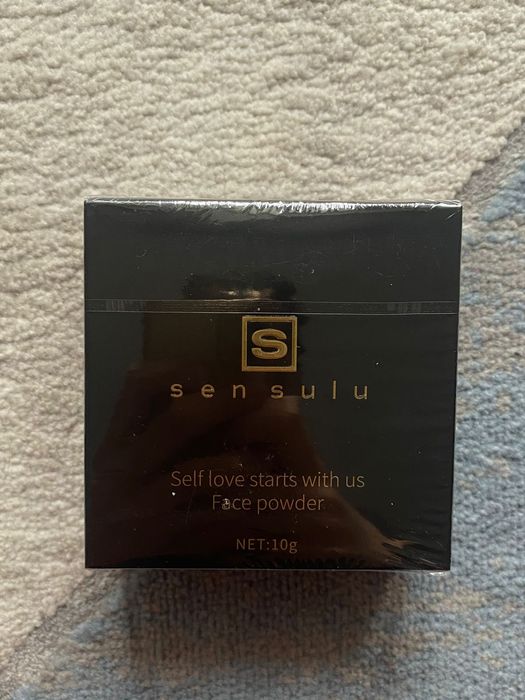 S
sen sulu
Self love starts with us
Face powder
NET:10g